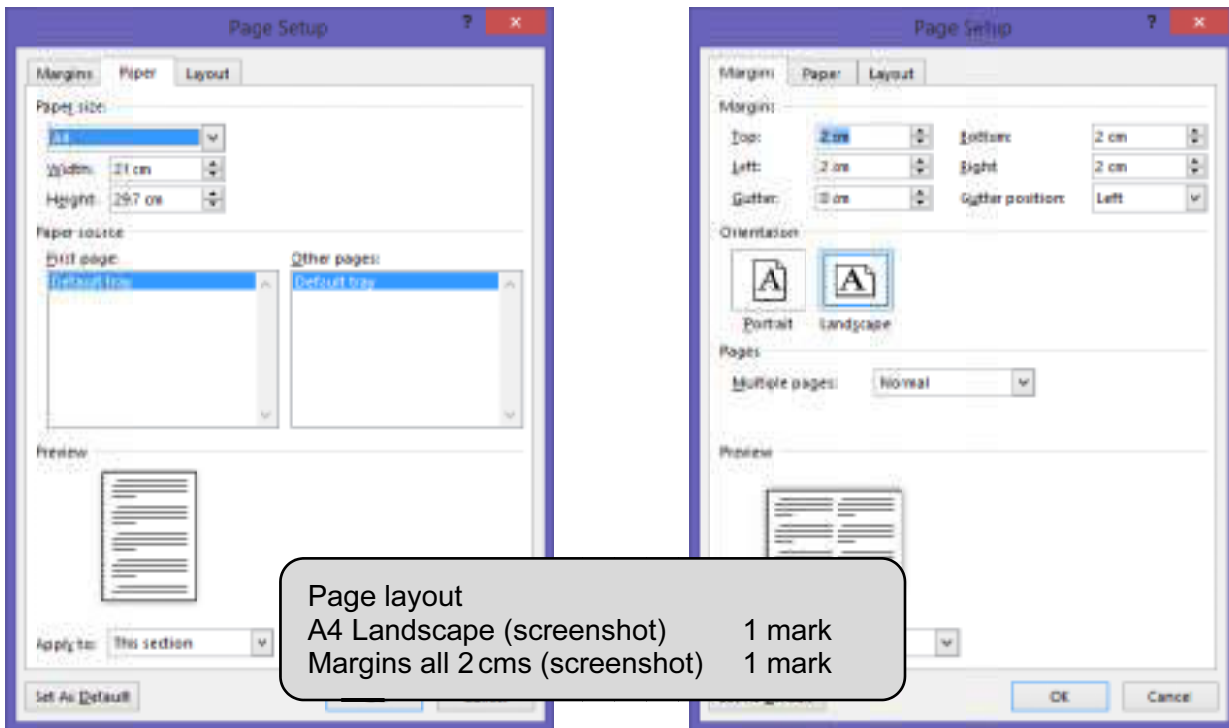 Page Setup ?
Margins Paper Layout
Paper size:
A4
Width: 21 cm
Height: 29.7 cm
Paper source
First page:
Default tray
Other pages:
Default tray
Preview
Apply to: This section
Set As Default
Page Setup ?
Margins Paper Layout
Margins
Top: 2 cm Bottom: 2 cm
Left: 2 cm Right 2 cm
Gutter: 0 cm Gutter position: Left
Orientation
A A
Portrait Landscape
Pages
Multiple pages: Normal
Preview
OK Cancel
Page layout
A4 Landscape (screenshot) 1 mark
Margins all 2 cms (screenshot) 1 mark